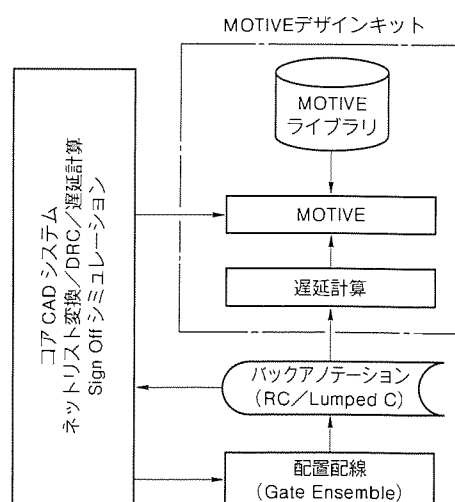 MOTIVEデザインキット
MOTIVE
ライブラリ
MOTIVE
遅延計算
コアCADシステム
ネットリスト変換/DRC/遅延計算
Sign Off シミュレーション
バックアノテーション
(RC/Lumped C)
配置配線
(Gate Ensemble)